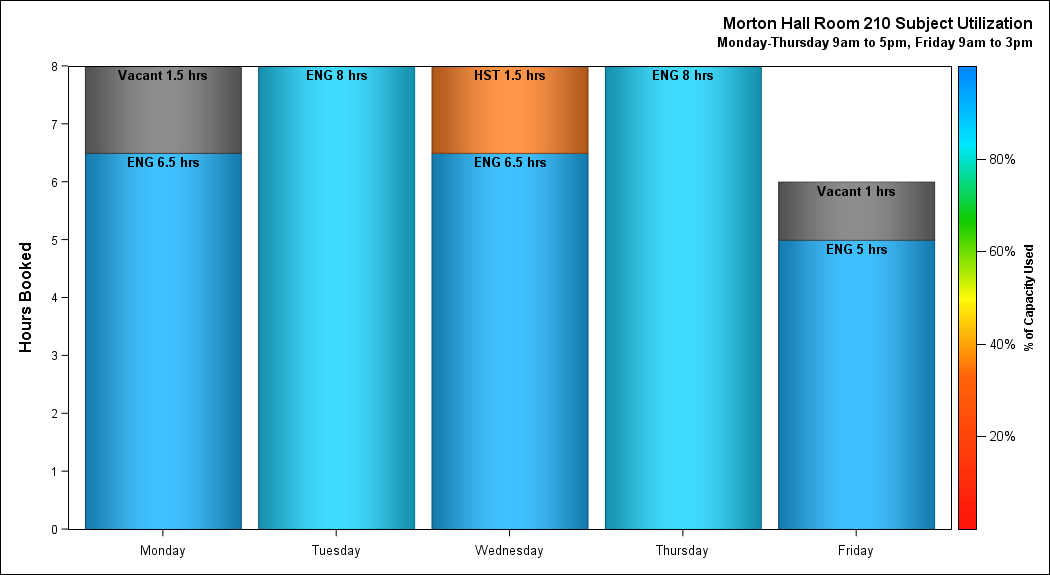 Morton Hall Room 210 Subject Utilization
Monday-Thursday 9am to 5pm, Friday 9am to 3pm
Hours Booked
8
7
6
5
4
3
2
1
0
Vacant 1.5 hrs
ENG 6.5 hrs
ENG 8 hrs
HST 1.5 hrs
ENG 6.5 hrs
ENG 8 hrs
Vacant 1 hrs
ENG 5 hrs
Monday
Tuesday
Wednesday
Thursday
Friday
80%
60%
40%
20%
% of Capacity Used